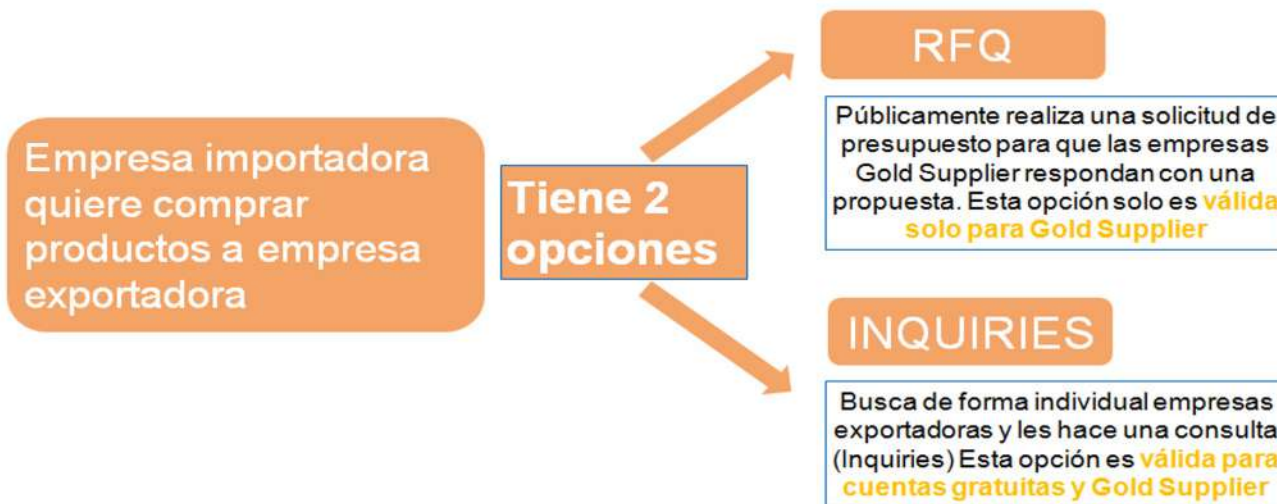 Empresa importadora
quiere comprar
productos a empresa
exportadora
Tiene 2
opciones
RFQ
Públicamente realiza una solicitud de
presupuesto para que las empresas
Gold Supplier respondan con una
propuesta. Esta opción solo es válida
solo para Gold Supplier
INQUIRIES
Busca de forma individual empresas
exportadoras y les hace una consulta
(Inquiries) Esta opción es válida para
cuentas gratuitas y Gold Supplier